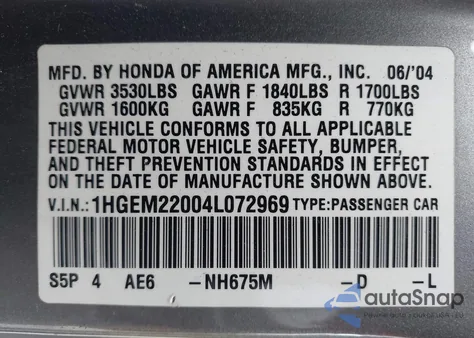 MFD. BY HONDA OF AMERICA MFG., INC. 06/'04
GVWR 3530LBS GAWR F 1840LBS R 1700LBS
GVWR 1600KG GAWR F 835KG R 770KG
THIS VEHICLE CONFORMS TO ALL APPLICABLE
FEDERAL MOTOR VEHICLE SAFETY, BUMPER,
AND THEFT PREVENTION STANDARDS IN EFFECT
ON THE DATE OF MANUFACTURE SHOWN ABOVE.
V.I.N.: 1HGEM22004L072969 TYPE:PASSENGER CAR
S5P 4 AE6 -NH675M -D -L
autoSnap